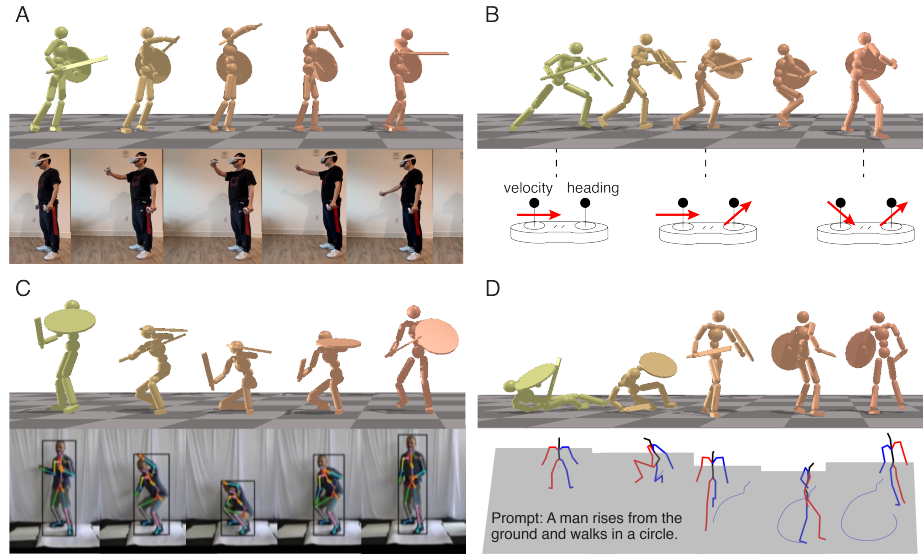 A
B
velocity heading
C
D
Prompt: A man rises from the
ground and walks in a circle.